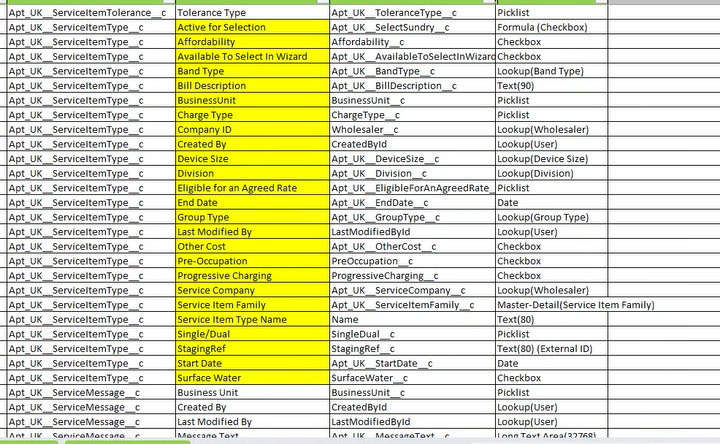 Apt_UK__ServiceItemTolerance__c Tolerance Type Apt_UK__ToleranceType__c Picklist
Apt_UK__ServiceItemType__c Active for Selection Apt_UK__SelectSundry__c Formula (Checkbox)
Apt_UK__ServiceItemType__c Affordability Affordability__c Checkbox
Apt_UK__ServiceItemType__c Available To Select In Wizard Apt_UK__AvailableToSelectInWizard Checkbox
Apt_UK__ServiceItemType__c Band Type Apt_UK__BandType__c Lookup(Band Type)
Apt_UK__ServiceItemType__c Bill Description Apt_UK__BillDescription__c Text(90)
Apt_UK__ServiceItemType__c BusinessUnit BusinessUnit__c Picklist
Apt_UK__ServiceItemType__c Charge Type ChargeType__c Picklist
Apt_UK__ServiceItemType__c Company ID Wholesaler__c Lookup(Wholesaler)
Apt_UK__ServiceItemType__c Created By CreatedById Lookup(User)
Apt_UK__ServiceItemType__c Device Size Apt_UK__DeviceSize__c Lookup(Device Size)
Apt_UK__ServiceItemType__c Division Apt_UK__Division__c Lookup(Division)
Apt_UK__ServiceItemType__c Eligible for an Agreed Rate Apt_UK__EligibleForAnAgreedRate_ Picklist
Apt_UK__ServiceItemType__c End Date Apt_UK__EndDate__c Date
Apt_UK__ServiceItemType__c Group Type Apt_UK__GroupType__c Lookup(Group Type)
Apt_UK__ServiceItemType__c Last Modified By LastModifiedById Lookup(User)
Apt_UK__ServiceItemType__c Other Cost Apt_UK__OtherCost__c Checkbox
Apt_UK__ServiceItemType__c Pre-Occupation PreOccupation__c Checkbox
Apt_UK__ServiceItemType__c Progressive Charging ProgressiveCharging__c Checkbox
Apt_UK__ServiceItemType__c Service Company Apt_UK__ServiceCompany__c Lookup(Wholesaler)
Apt_UK__ServiceItemType__c Service Item Family Apt_UK__ServiceItemFamily__c Master-Detail(Service Item Family)
Apt_UK__ServiceItemType__c Service Item Type Name Name Text(80)
Apt_UK__ServiceItemType__c Single/Dual SingleDual__c Picklist
Apt_UK__ServiceItemType__c StagingRef StagingRef__c Text(80) (External ID)
Apt_UK__ServiceItemType__c Start Date Apt_UK__StartDate__c Date
Apt_UK__ServiceItemType__c Surface Water SurfaceWater__c Checkbox
Apt_UK__ServiceMessage__c Business Unit BusinessUnit__c Picklist
Apt_UK__ServiceMessage__c Created By CreatedById Lookup(User)
Apt_UK__ServiceMessage__c Last Modified By LastModifiedById Lookup(User)
Apt_UK__ServiceMessage__c Message Text Apt_UK__MessageText__c Long Text Area(32768)